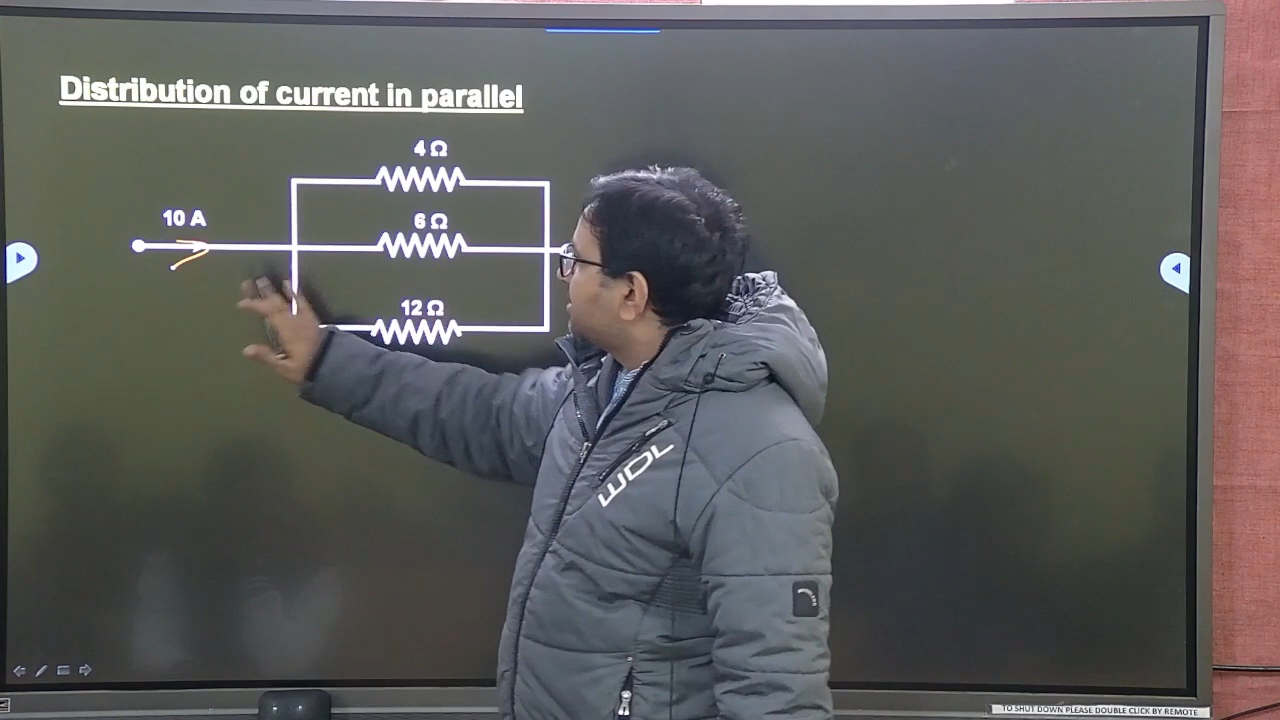 Distribution of current in parallel
4 Ω
10 A
6 Ω
12 Ω
WDL
TO SHUT DOWN PLEASE DOUBLE CLICK BY REMOTE